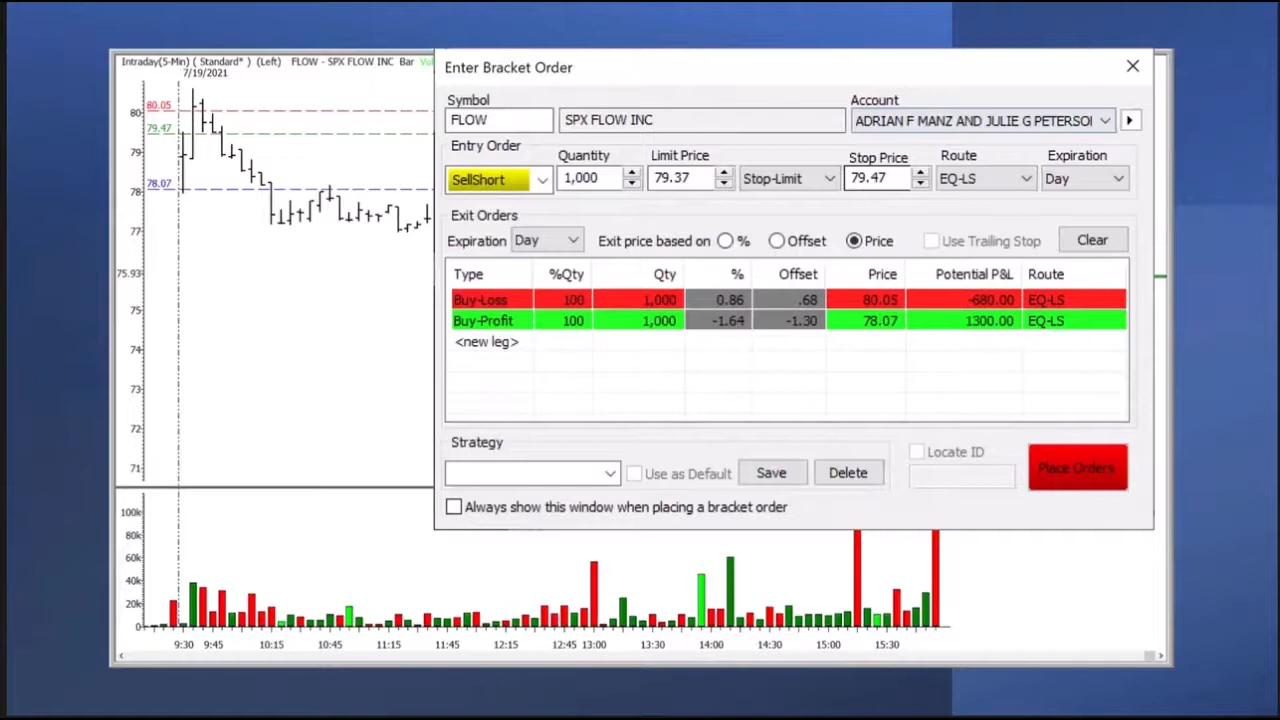 Intraday(5-Min) ( Standard* ) (Left) FLOW - SPX FLOW INC Bar
7/19/2021
80.05
80
79.47
79
78.07
78
77
75.93
75
74
73
72
71
100k
80k
60k
40k
20k
0
9:30 9:45 10:15 10:45 11:15 11:45 12:15 12:45 13:00 13:30 14:00 14:30 15:00 15:30
Enter Bracket Order
Symbol Account
FLOW SPX FLOW INC ADRIAN F MANZ AND JULIE G PETERSO
Entry Order Quantity Limit Price Stop Price Route Expiration
SellShort 1,000 79.37 Stop-Limit 79.47 EQ-LS Day
Exit Orders
Expiration Day Exit price based on % Offset Price Use Trailing Stop Clear
Type %Qty Qty % Offset Price Potential P&L Route
Buy-Loss 100 1,000 0.86 .68 80.05 -680.00 EQ-LS
Buy-Profit 100 1,000 -1.64 -1.30 78.07 1300.00 EQ-LS
<new leg>
Strategy Locate ID
Use as Default Save Delete Place Orders
Always show this window when placing a bracket order